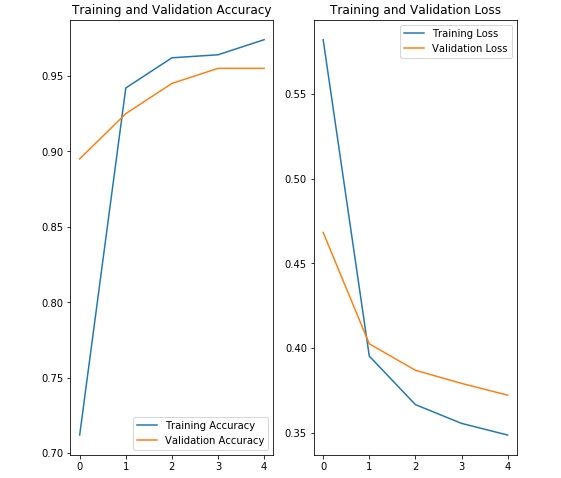 Training and Validation Accuracy
0.95
0.90
0.85
0.80
0.75
0.70
0 1 2 3 4
Training Accuracy
Validation Accuracy
Training and Validation Loss
Training Loss
Validation Loss
0.55
0.50
0.45
0.40
0.35
0 1 2 3 4